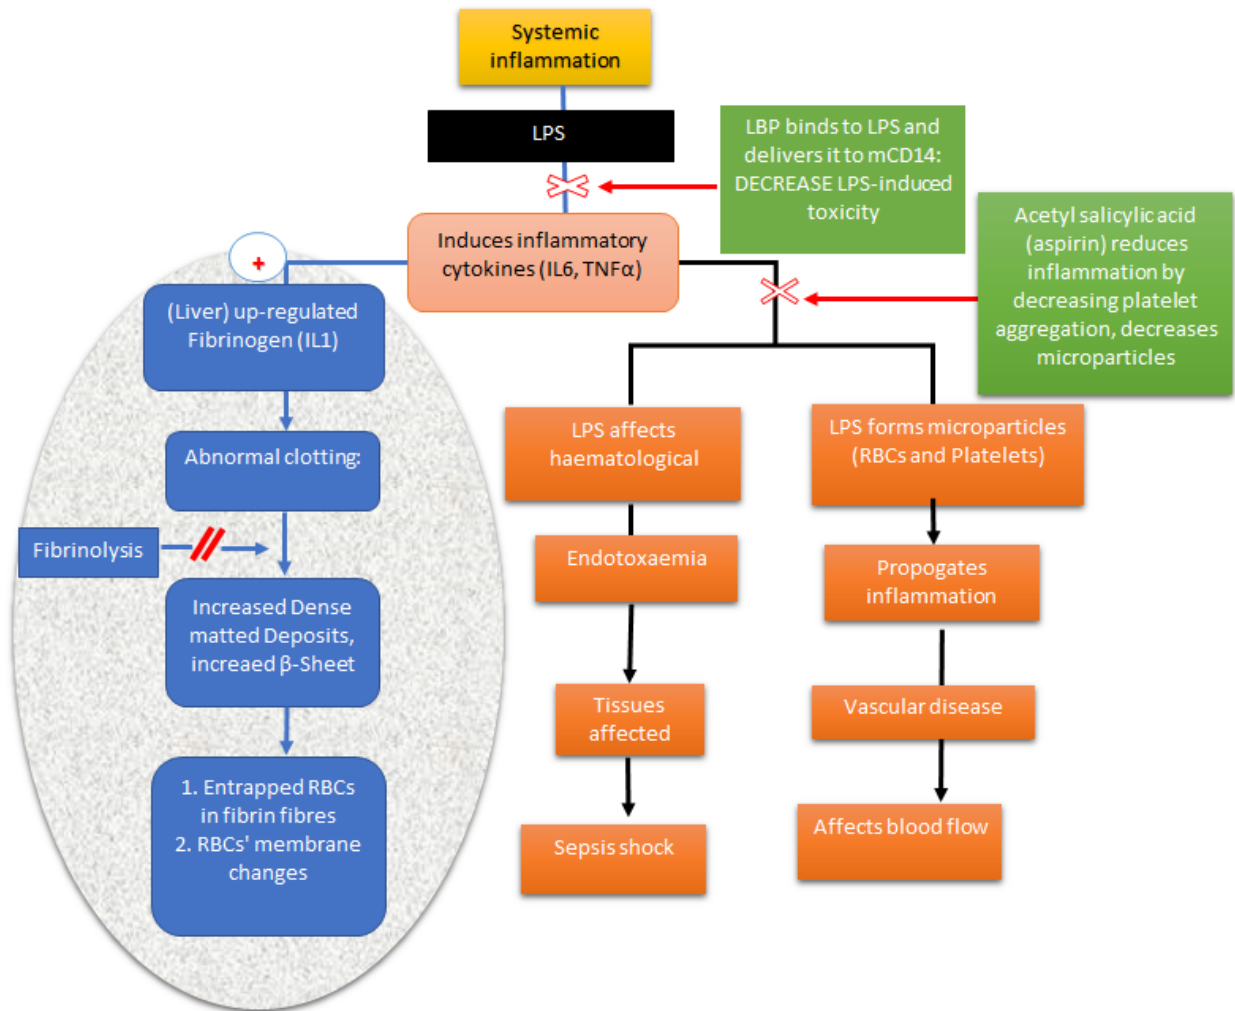 Systemic
inflammation
LPS
LBP binds to LPS and
delivers it to mCD14:
DECREASE LPS-induced
toxicity
Acetyl salicylic acid
(aspirin) reduces
inflammation by
decreasing platelet
aggregation, decreases
microparticles
Induces inflammatory
cytokines (IL6, TNFα)
+
(Liver) up-regulated
Fibrinogen (IL1)
Abnormal clotting:
Fibrinolysis
Increased Dense
matted Deposits,
increaed β-Sheet
1. Entrapped RBCs
in fibrin fibres
2. RBCs' membrane
changes
LPS affects
haematological
Endotoxaemia
Tissues
affected
Sepsis shock
LPS forms microparticles
(RBCs and Platelets)
Propogates
inflammation
Vascular disease
Affects blood flow